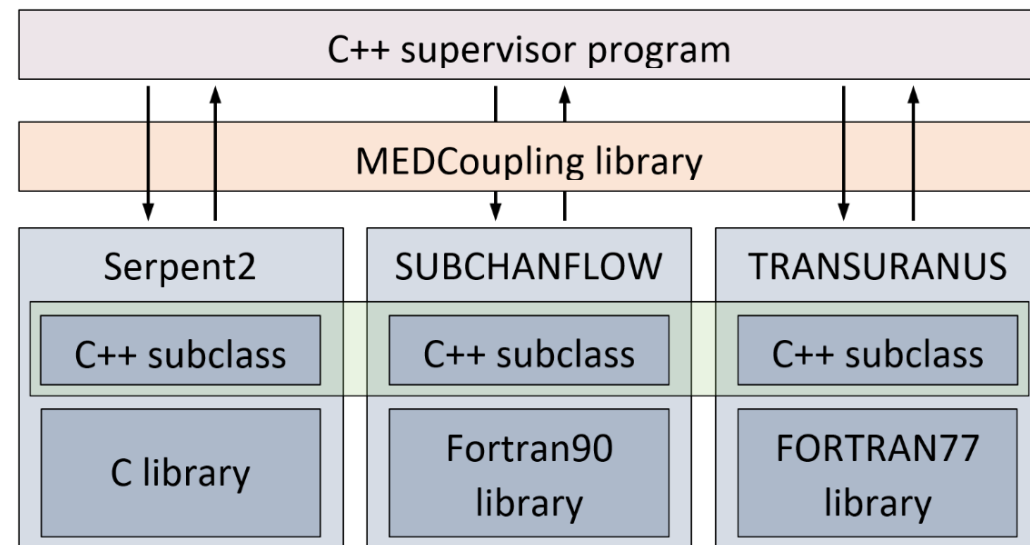 C++ supervisor program
MEDCoupling library
Serpent2
C++ subclass
C library
SUBCHANFLOW
C++ subclass
Fortran90
library
TRANSURANUS
C++ subclass
FORTRAN77
library